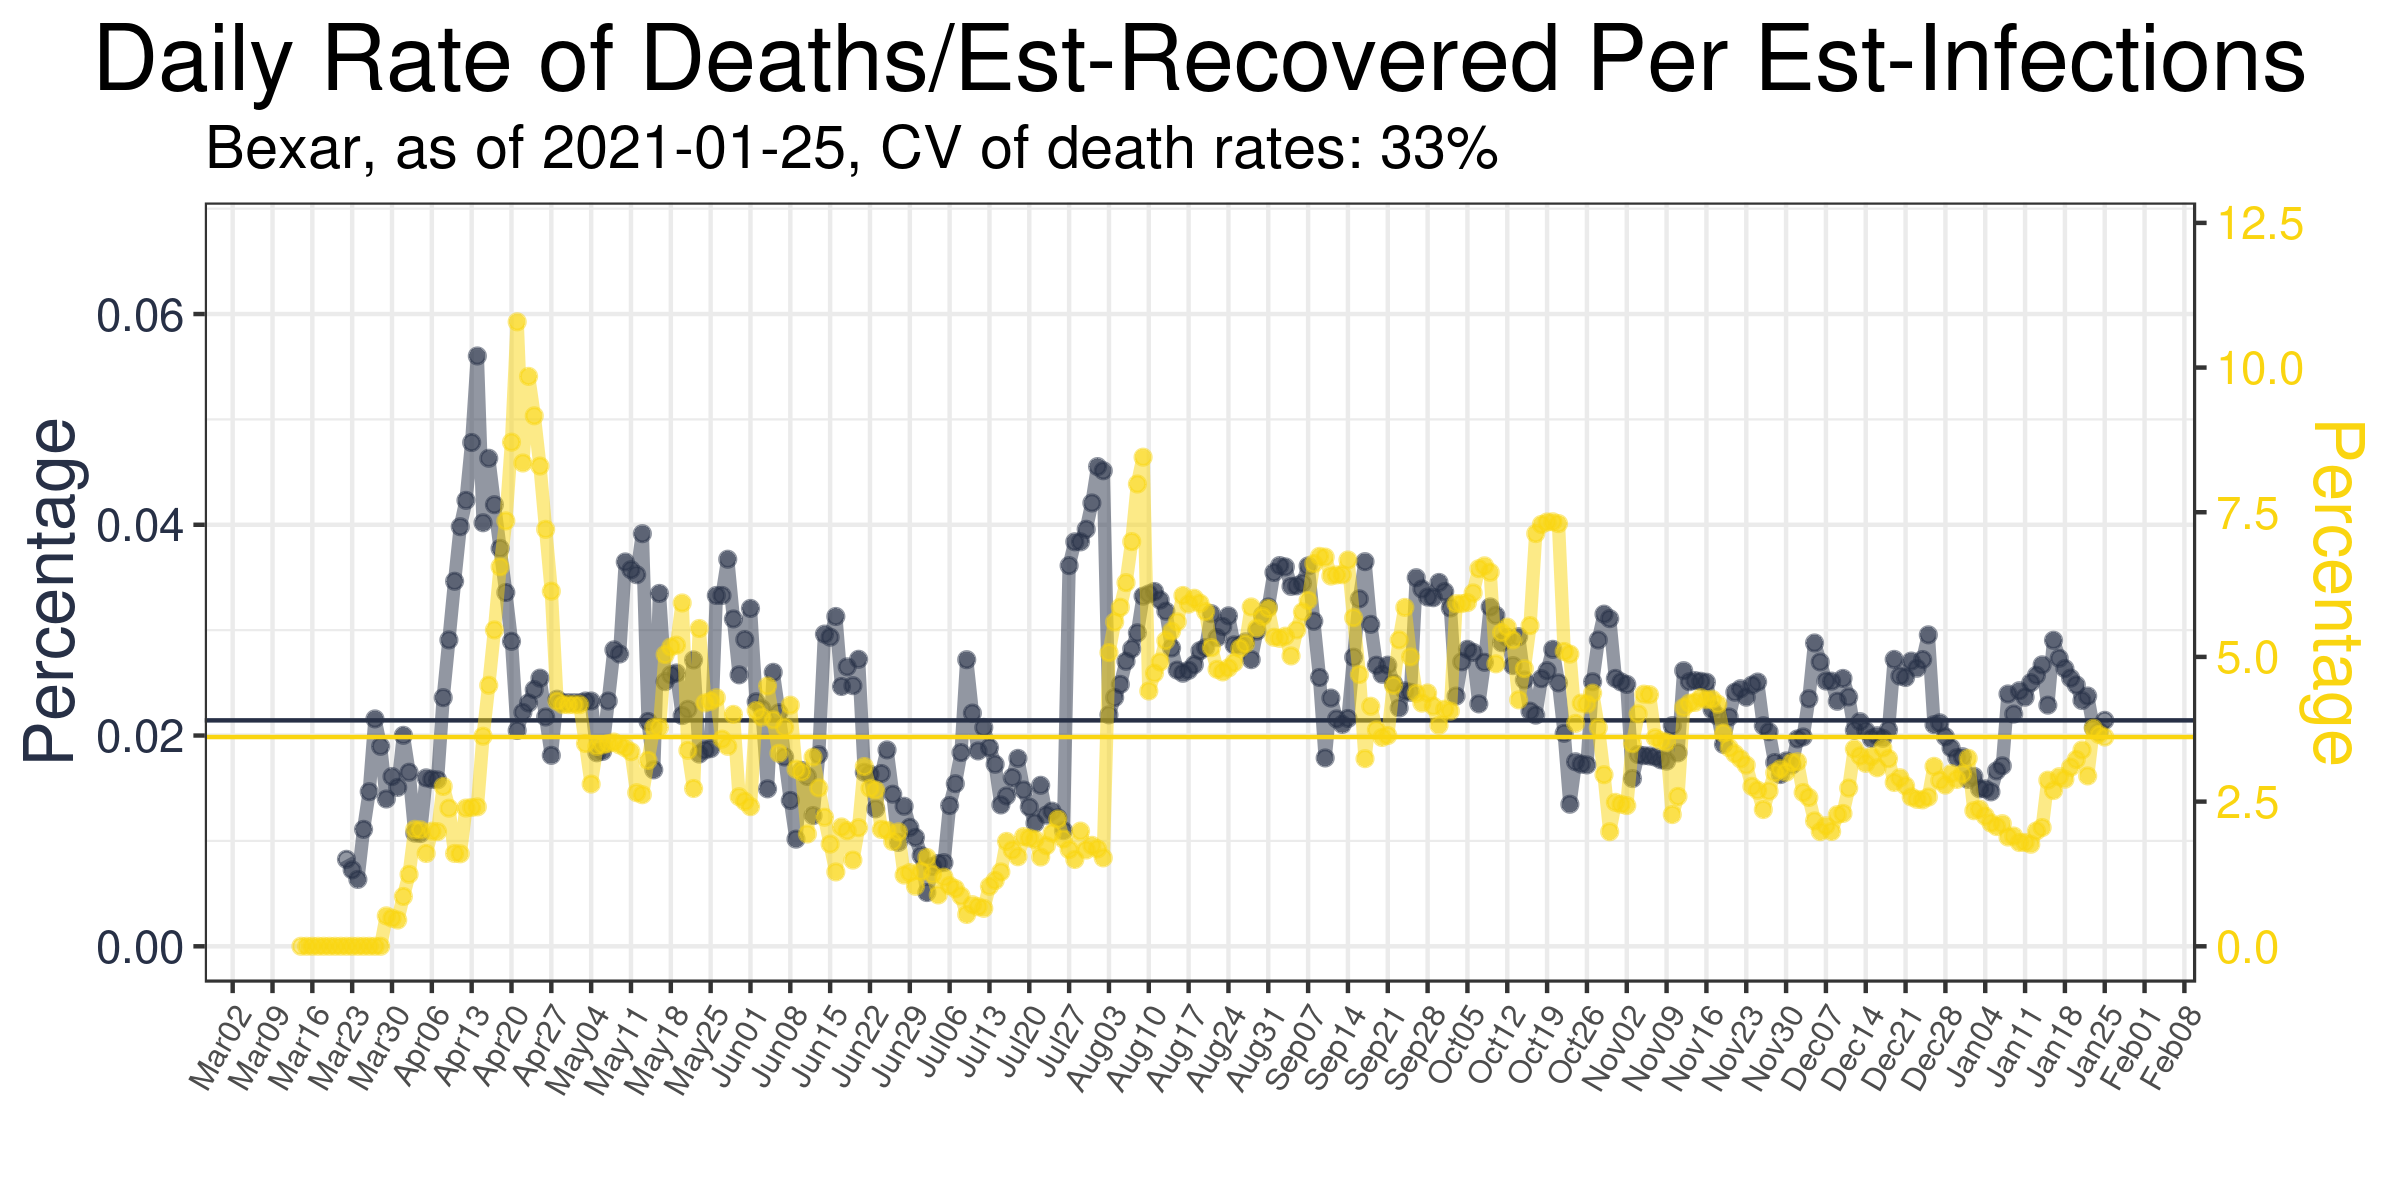 Daily Rate of Deaths/Est-Recovered Per Est-Infections
Bexar, as of 2021-01-25, CV of death rates: 33%
Percentage
0.06
0.04
0.02
0.00
12.5
10.0
7.5
5.0
2.5
0.0
Percentage
Mar02
Mar09
Mar16
Mar23
Mar30
Apr06
Apr13
Apr20
Apr27
May04
May11
May18
May25
Jun01
Jun08
Jun15
Jun22
Jun29
Jul06
Jul13
Jul20
Jul27
Aug03
Aug10
Aug17
Aug24
Aug31
Sep07
Sep14
Sep21
Sep28
Oct05
Oct12
Oct19
Oct26
Nov02
Nov09
Nov16
Nov23
Nov30
Dec07
Dec14
Dec21
Dec28
Jan04
Jan11
Jan18
Jan25
Feb01
Feb08